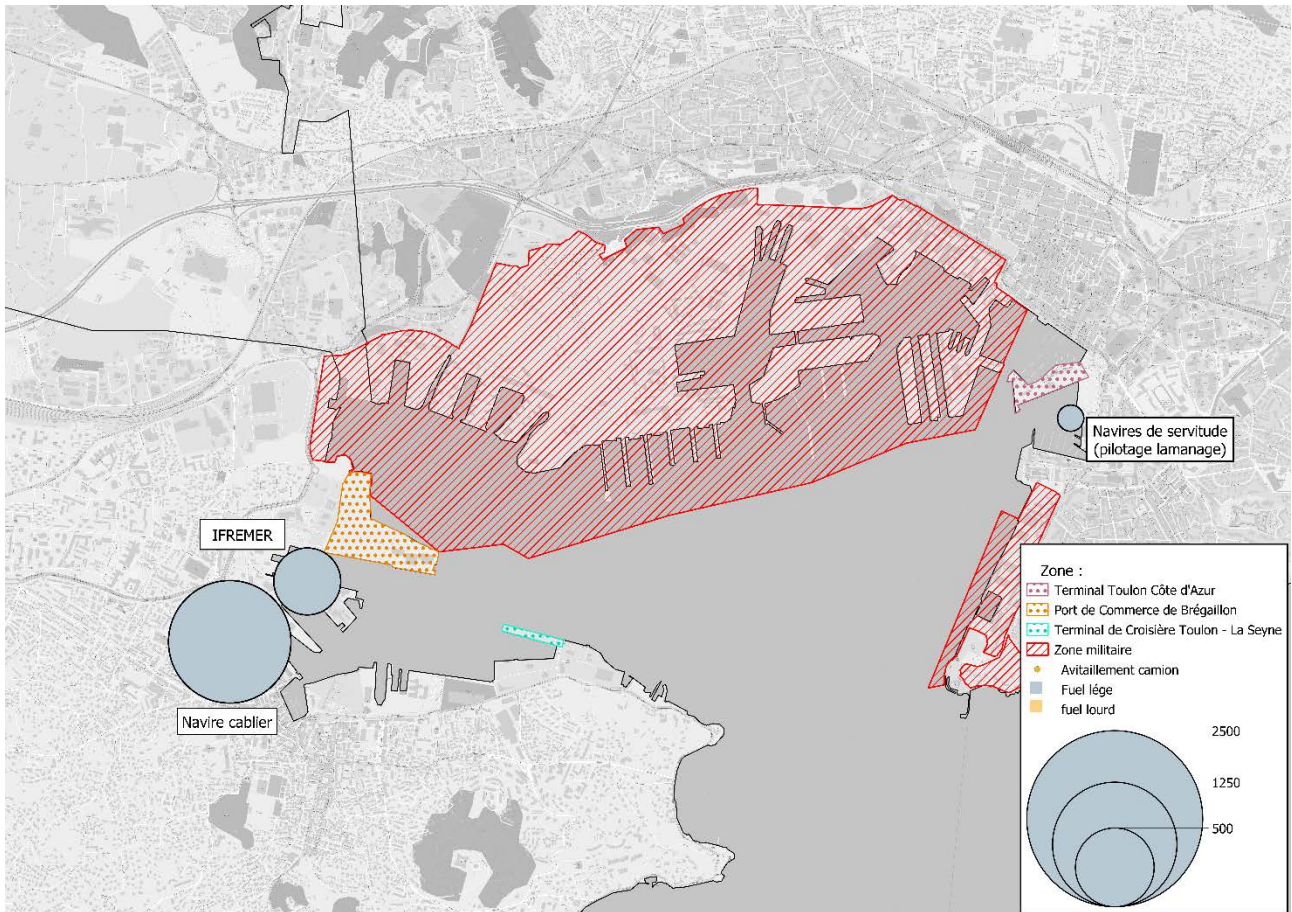 Navires de servitude
(pilotage lamanage)
IFREMER
Navire cablier
Zone :
Terminal Toulon Côte d'Azur
Port de Commerce de Brégaillon
Terminal de Croisière Toulon - La Seyne
Zone militaire
Avitaillement camion
Fuel lége
fuel lourd
2500
1250
500